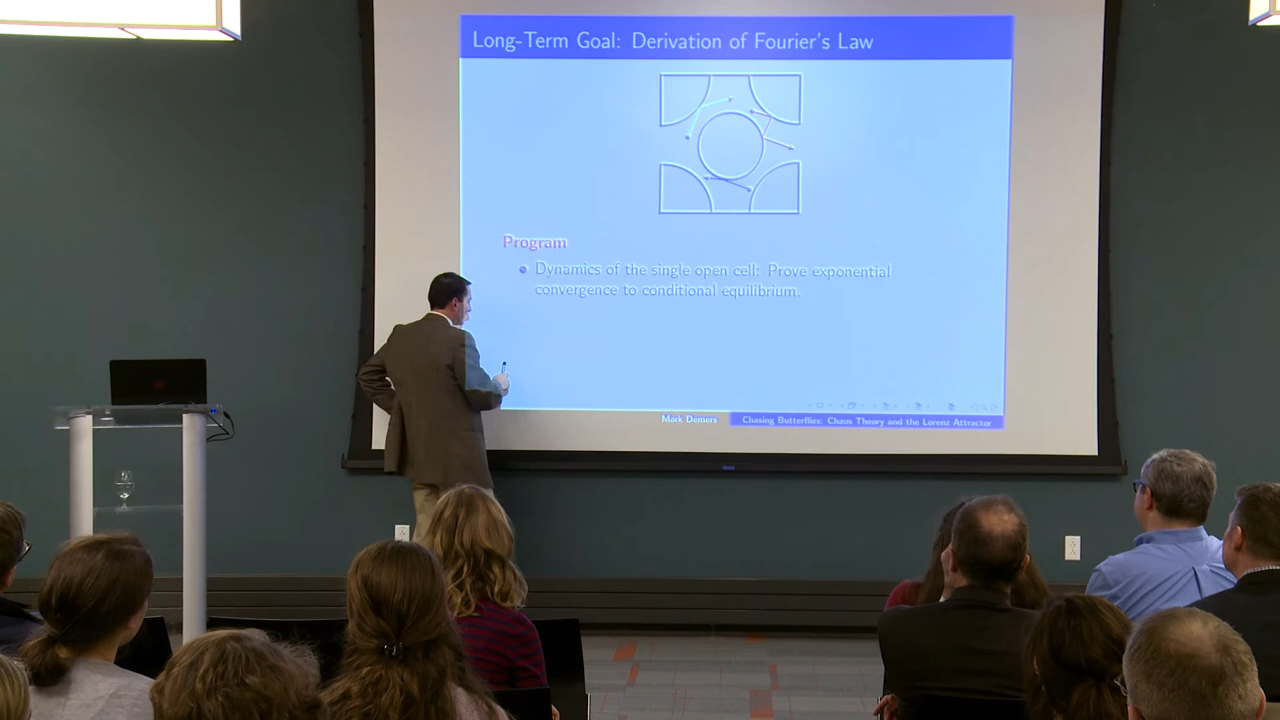 Long-Term Goal: Derivation of Fourier's Law
Program
Dynamics of the single open cell: Prove exponential
convergence to conditional equilibrium.
Mark Demers
Chasing Butterflies: Chaos Theory and the Lorenz Attractor